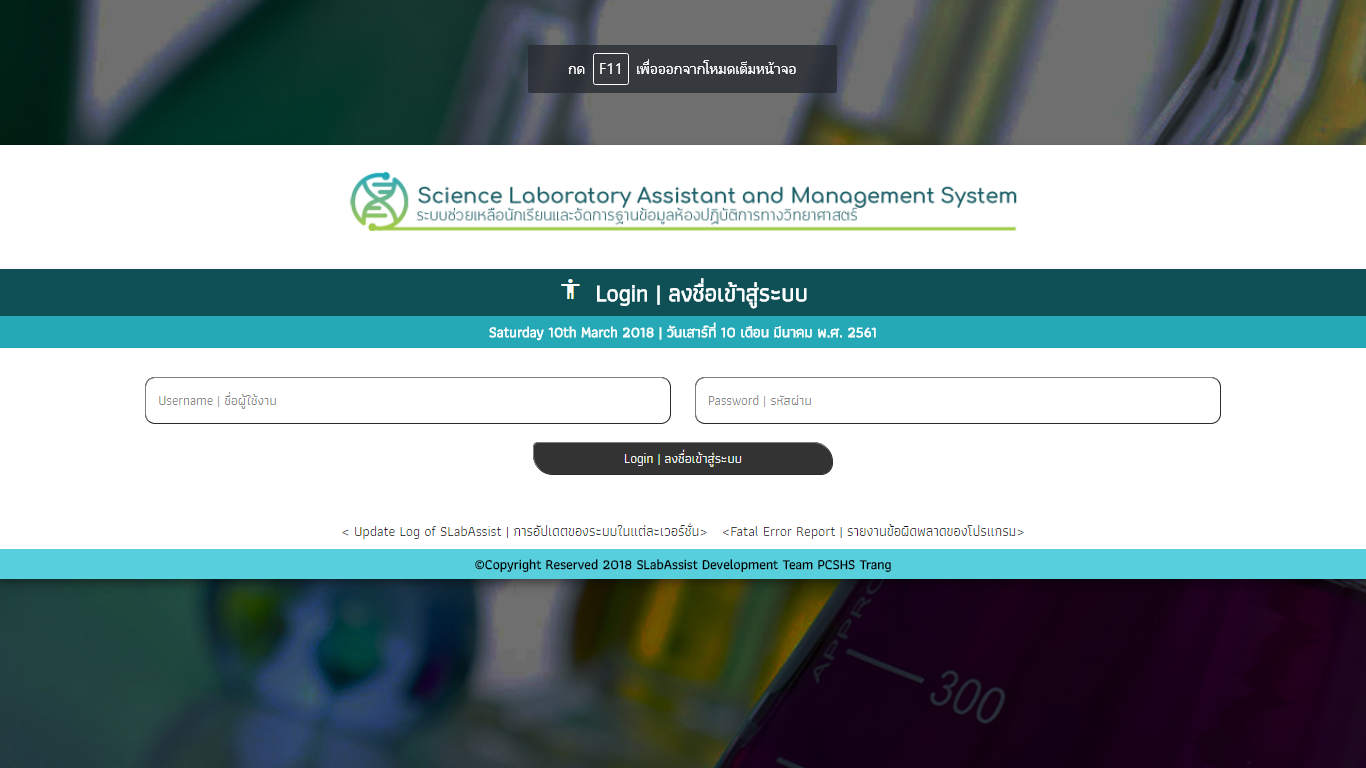 กด F11 เพื่อออกจากโหมดเต็มหน้าจอ
Science Laboratory Assistant and Management System
ระบบช่วยเหลือนักเรียนและจัดการฐานข้อมูลห้องปฏิบัติการทางวิทยาศาสตร์
Login | ลงชื่อเข้าสู่ระบบ
Saturday 10th March 2018 | วันเสาร์ที่ 10 เดือน มีนาคม พ.ศ. 2561
Username | ชื่อผู้ใช้งาน
Password | รหัสผ่าน
Login | ลงชื่อเข้าสู่ระบบ
< Update Log of SLabAssist | การอัปเดตของระบบในแต่ละเวอร์ชั่น> <Fatal Error Report | รายงานข้อผิดพลาดของโปรแกรม>
©Copyright Reserved 2018 SLabAssist Development Team PCSHS Trang
300